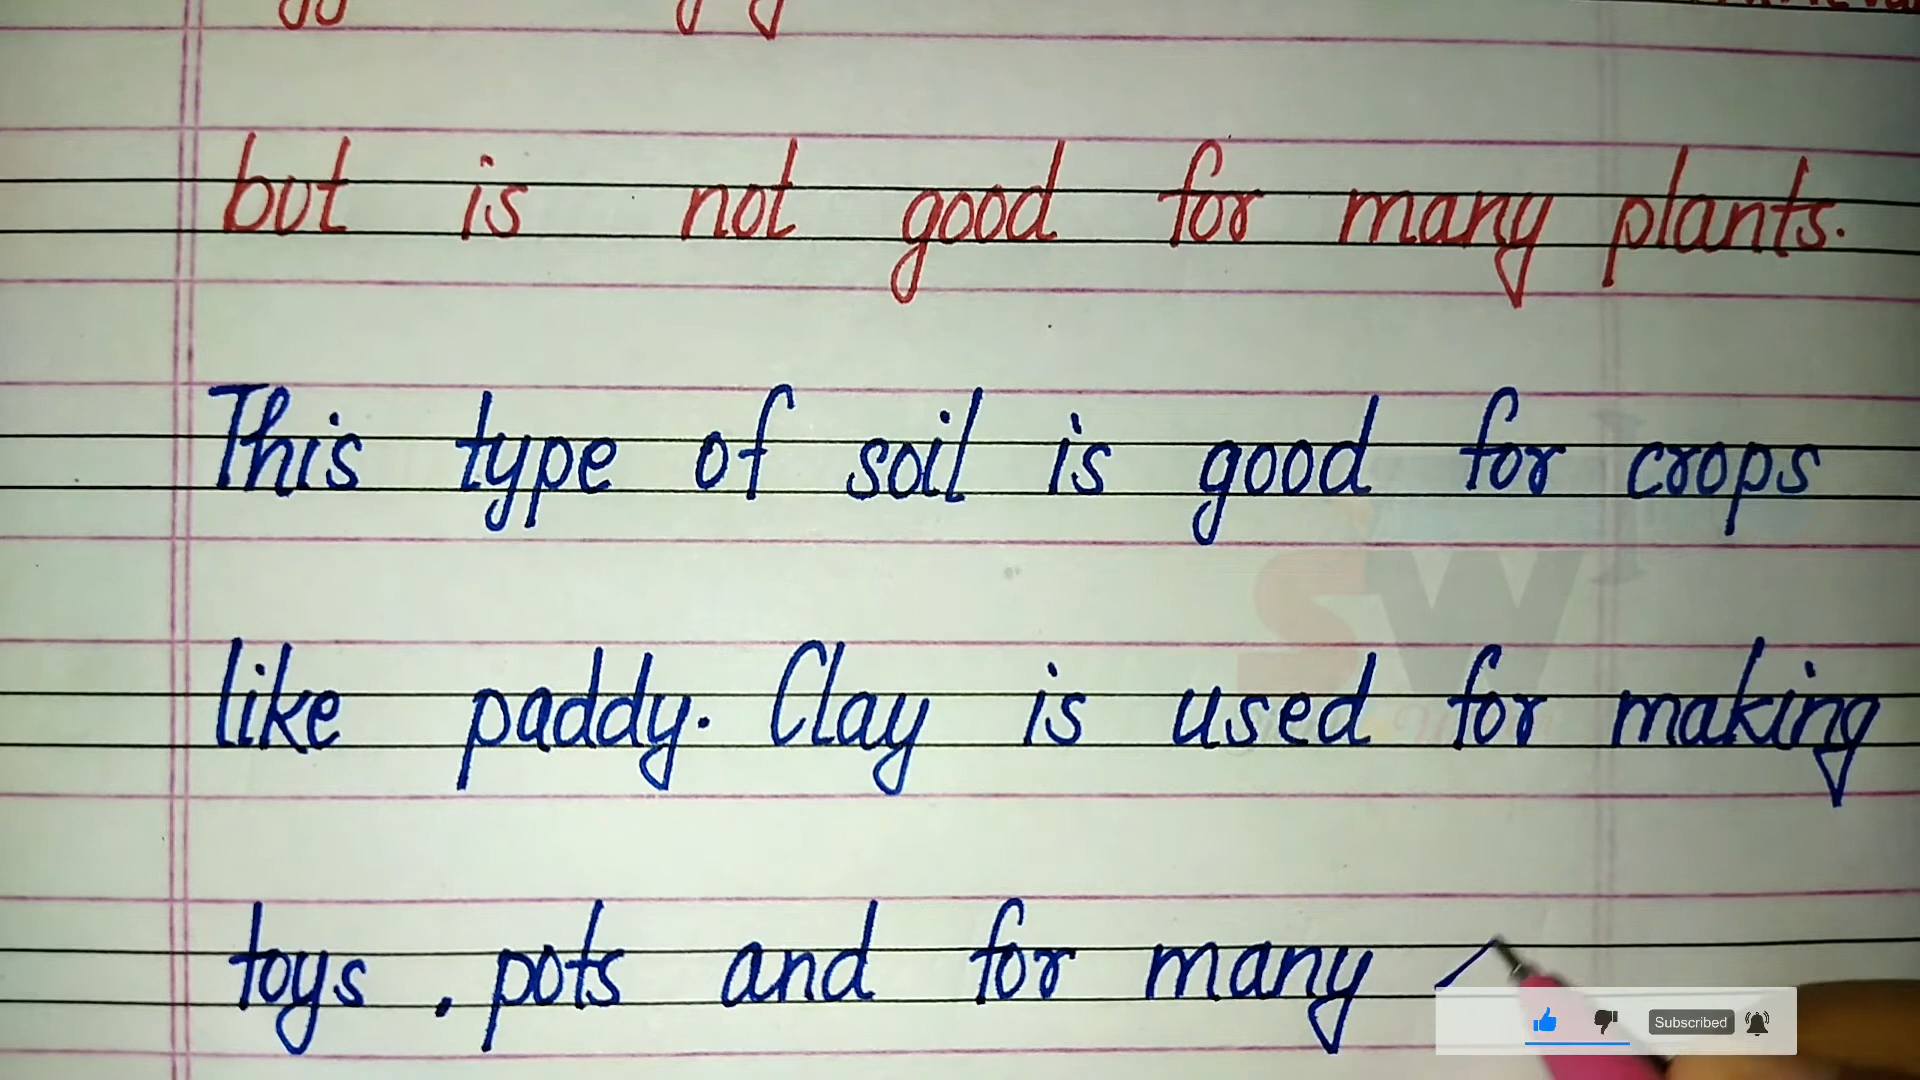 but is not good for many plants.
This type of soil is good for crops
like paddy. Clay is used for making
toys , pots and for many
SW
Subscribed